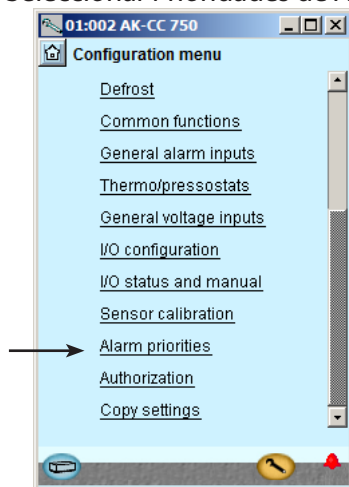 01:002 AK-CC 750
Configuration menu
Defrost
Common functions
General alarm inputs
Thermo/pressostats
General voltage inputs
I/O configuration
I/O status and manual
Sensor calibration
Alarm priorities
Authorization
Copy settings